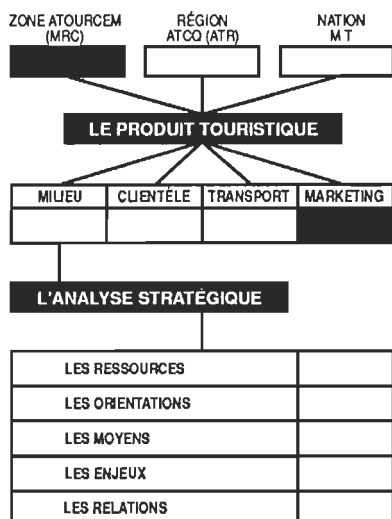 ZONE ATOURCEM RÉGION NATION
(MRC) ATCQ (ATR) M T
LE PRODUIT TOURISTIQUE
MILIEU CLIENTÈLE TRANSPORT MARKETING
L'ANALYSE STRATÉGIQUE
LES RESSOURCES
LES ORIENTATIONS
LES MOYENS
LES ENJEUX
LES RELATIONS